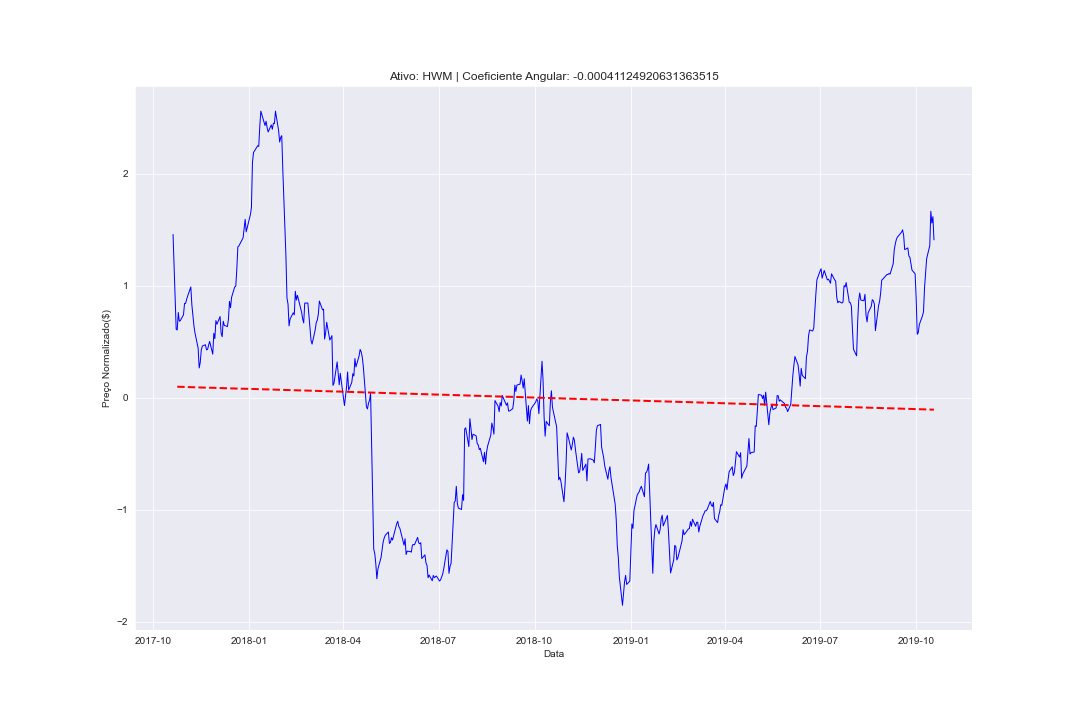 Ativo: HWM | Coeficiente Angular: -0.00041124920631363515
Preço Normalizado($)
2
1
0
−1
−2
2017-10 2018-01 2018-04 2018-07 2018-10 2019-01 2019-04 2019-07 2019-10
Data